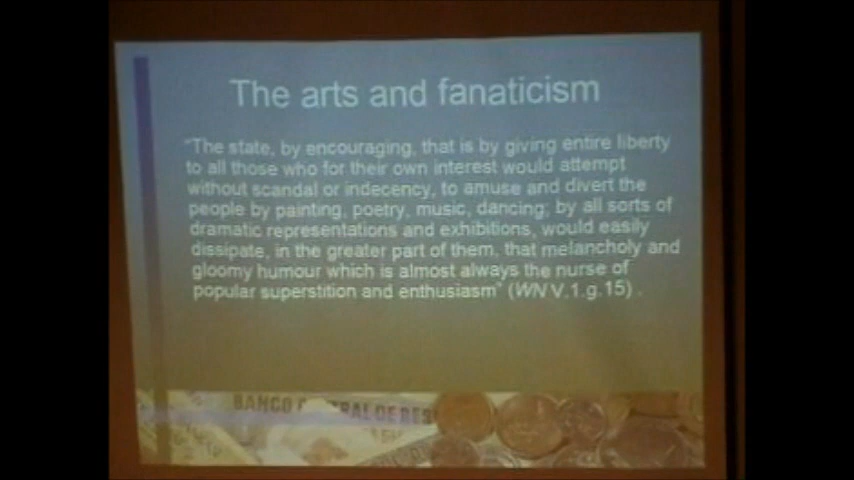 The arts and fanaticism
"The state, by encouraging, that is by giving entire liberty
to all those who for their own interest would attempt
without scandal or indecency, to amuse and divert the
people by painting, poetry, music, dancing; by all sorts of
dramatic representations and exhibitions, would easily
dissipate, in the greater part of them, that melancholy and
gloomy humour which is almost always the nurse of
popular superstition and enthusiasm" (WN V.1.g.15) .
BANCO
RAL DE RES